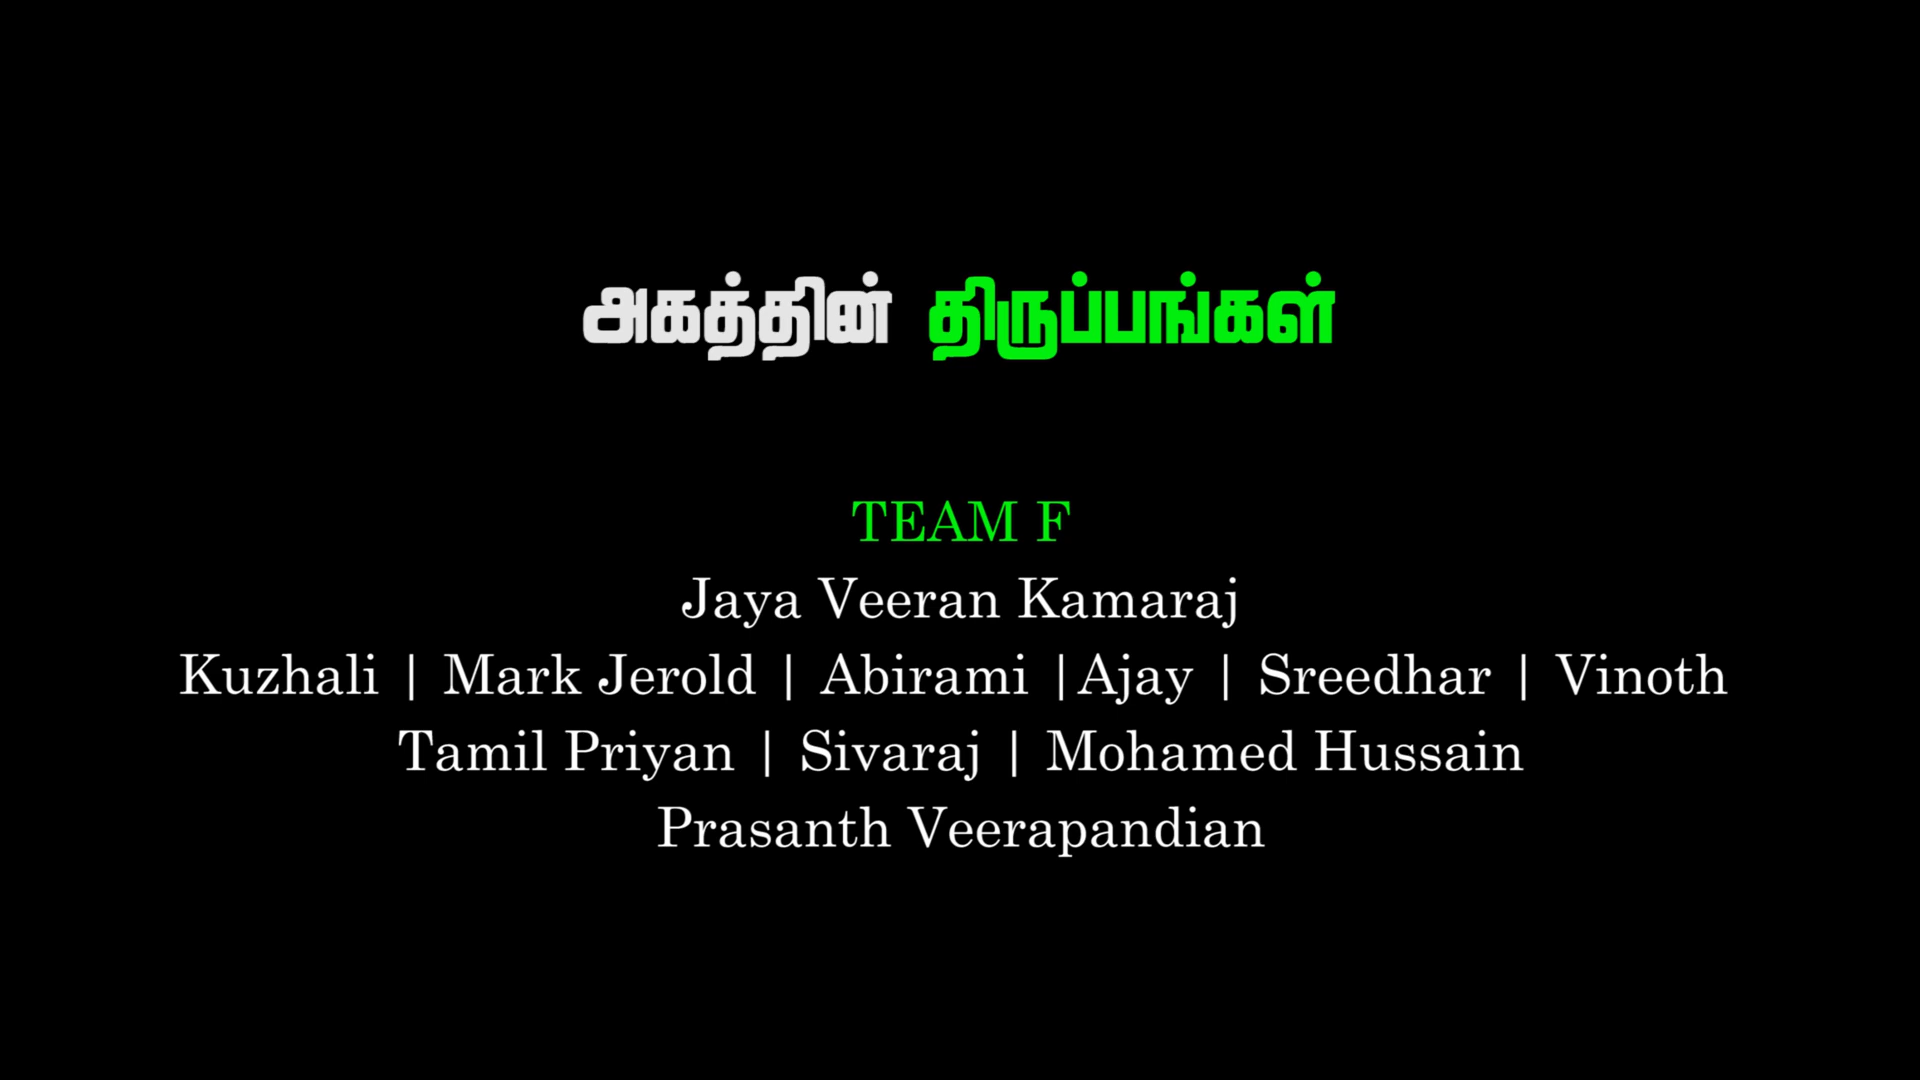 அகத்தின் திருப்பங்கள்
TEAM F
Jaya Veeran Kamaraj
Kuzhali | Mark Jerold | Abirami |Ajay | Sreedhar | Vinoth
Tamil Priyan | Sivaraj | Mohamed Hussain
Prasanth Veerapandian